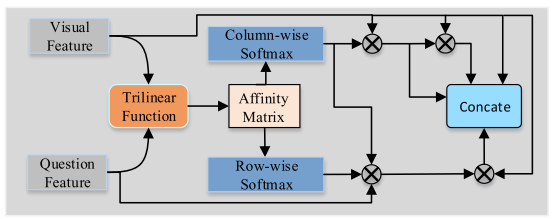 Visual
Feature
Column-wise
Softmax
Trilinear
Function
Affinity
Matrix
Concate
Question
Feature
Row-wise
Softmax